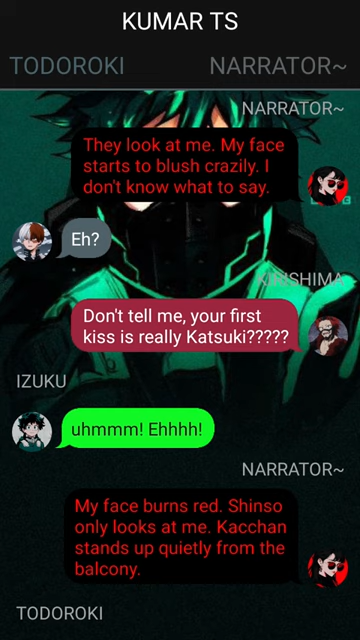 KUMAR TS
TODOROKI
NARRATOR~
NARRATOR~
They look at me. My face
starts to blush crazily. I
don't know what to say.
Eh?
KIRISHIMA
Don't tell me, your first
kiss is really Katsuki?????
IZUKU
uhmmm! Ehhhh!
NARRATOR~
My face burns red. Shinso
only looks at me. Kacchan
stands up quietly from the
balcony.
TODOROKI